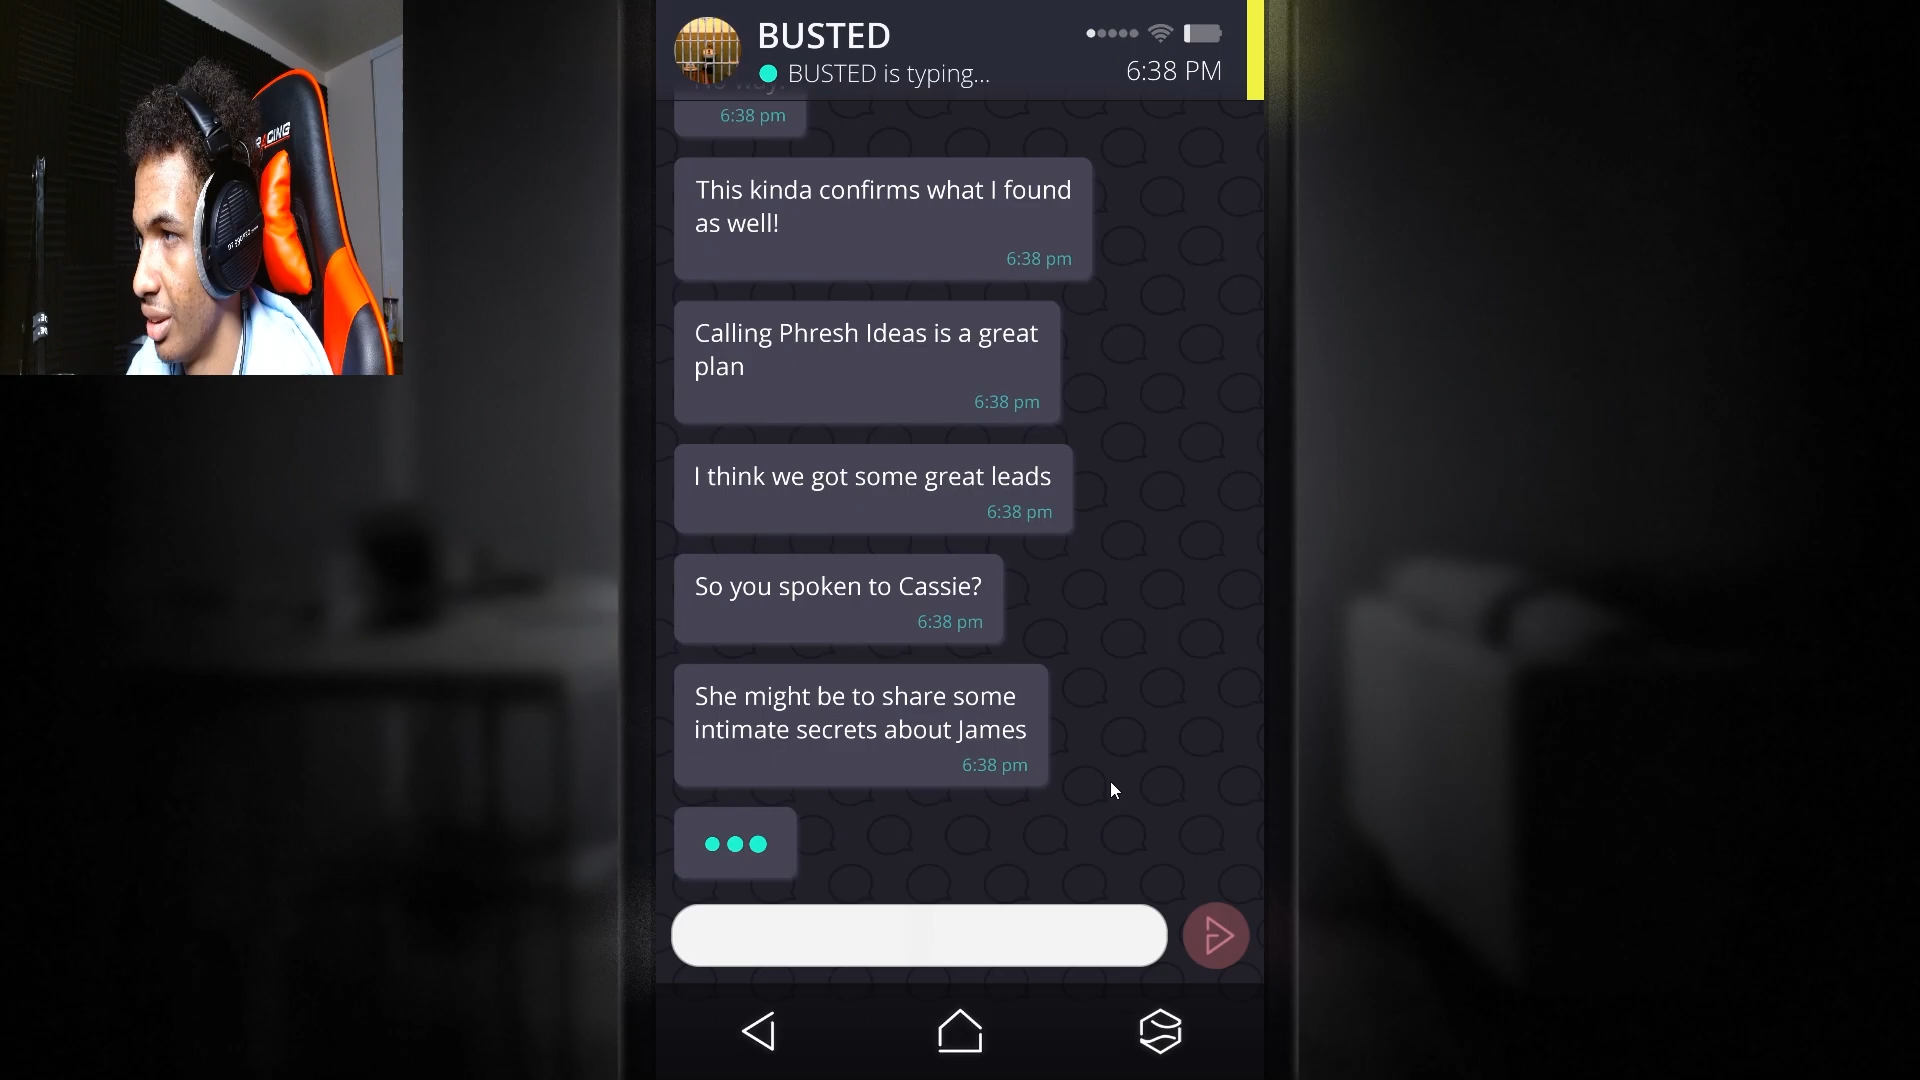 BUSTED
BUSTED is typing...
6:38 PM
6:38 pm
This kinda confirms what I found
as well!
6:38 pm
Calling Phresh Ideas is a great
plan
6:38 pm
I think we got some great leads
6:38 pm
So you spoken to Cassie?
6:38 pm
She might be to share some
intimate secrets about James
6:38 pm